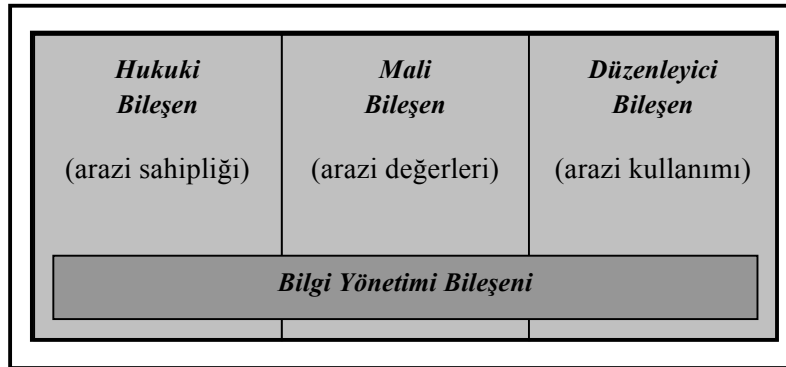 Hukuki
Bileşen
(arazi sahipliği)
Mali
Bileşen
(arazi değerleri)
Düzenleyici
Bileşen
(arazi kullanımı)
Bilgi Yönetimi Bileşeni